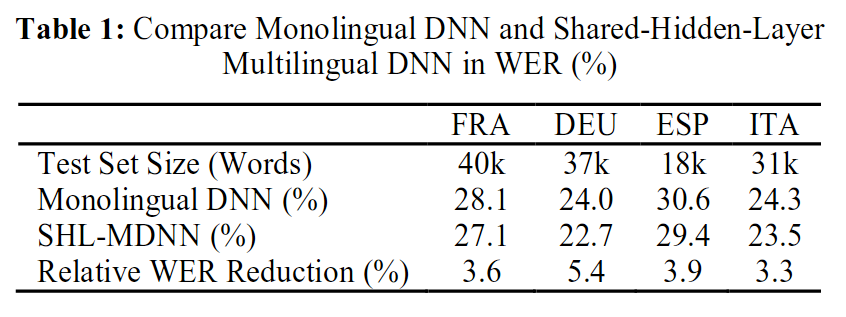 Table 1: Compare Monolingual DNN and Shared-Hidden-Layer
Multilingual DNN in WER (%)
FRA DEU ESP ITA
Test Set Size (Words) 40k 37k 18k 31k
Monolingual DNN (%) 28.1 24.0 30.6 24.3
SHL-MDNN (%) 27.1 22.7 29.4 23.5
Relative WER Reduction (%) 3.6 5.4 3.9 3.3